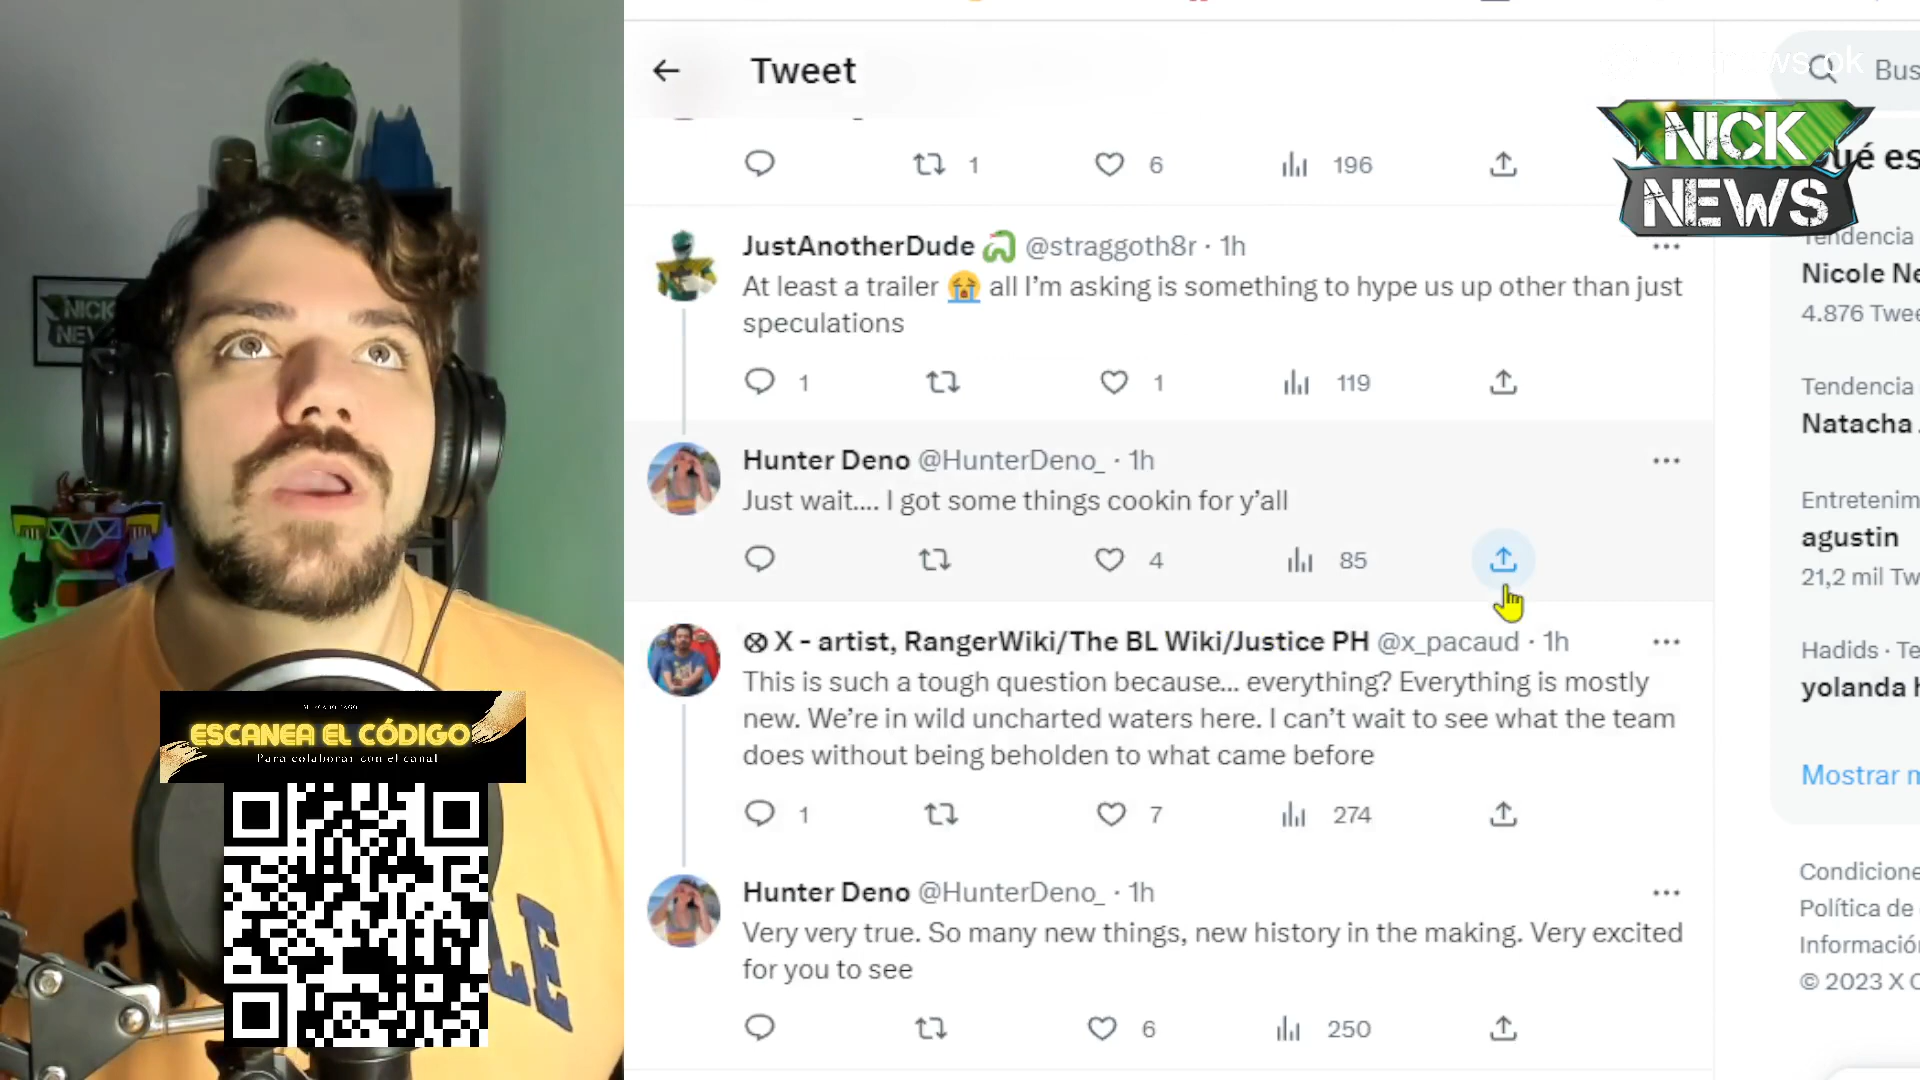 Tweet
ws.ok
Bus
NICK
NEWS
1
6
196
Qué es
JustAnotherDude @straggoth8r · 1h
At least a trailer 😭 all I'm asking is something to hype us up other than just
speculations
1
1
119
Tendencia
Nicole Ne
4.876 Twee
Tendencia
Natacha
Hunter Deno @HunterDeno_ · 1h
Just wait.... I got some things cookin for y'all
4
85
Entretenim
agustin
21,2 mil Tw
X - artist, RangerWiki/The BL Wiki/Justice PH @x_pacaud · 1h
This is such a tough question because... everything? Everything is mostly
new. We're in wild uncharted waters here. I can't wait to see what the team
does without being beholden to what came before
1
7
274
Hadids · Te
yolanda h
Mostrar m
Hunter Deno @HunterDeno_ · 1h
Very very true. So many new things, new history in the making. Very excited
for you to see
6
250
Condicione
Política de
Informació
© 2023 X C
NICK
NEW
ESCANEA EL CÓDIGO
Para colaborar con el canal
LE